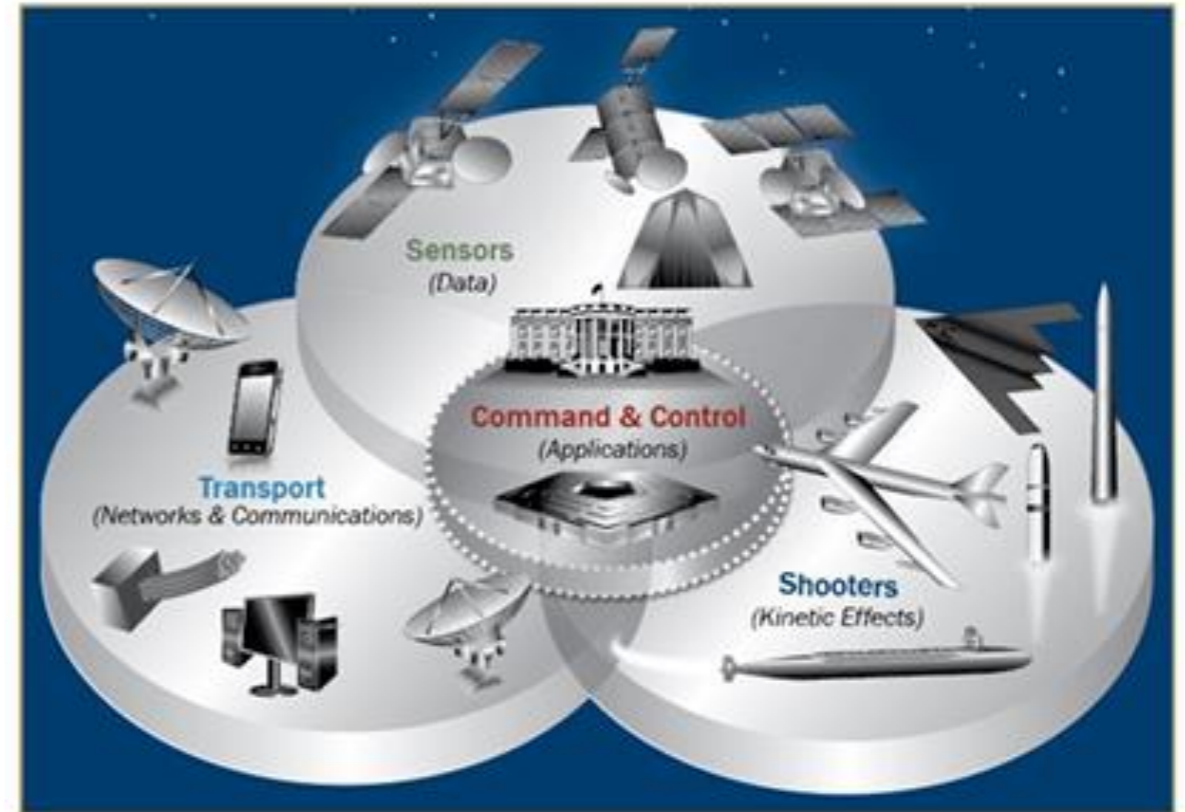 Sensors
(Data)
Command & Control
(Applications)
Transport
(Networks & Communications)
Shooters
(Kinetic Effects)